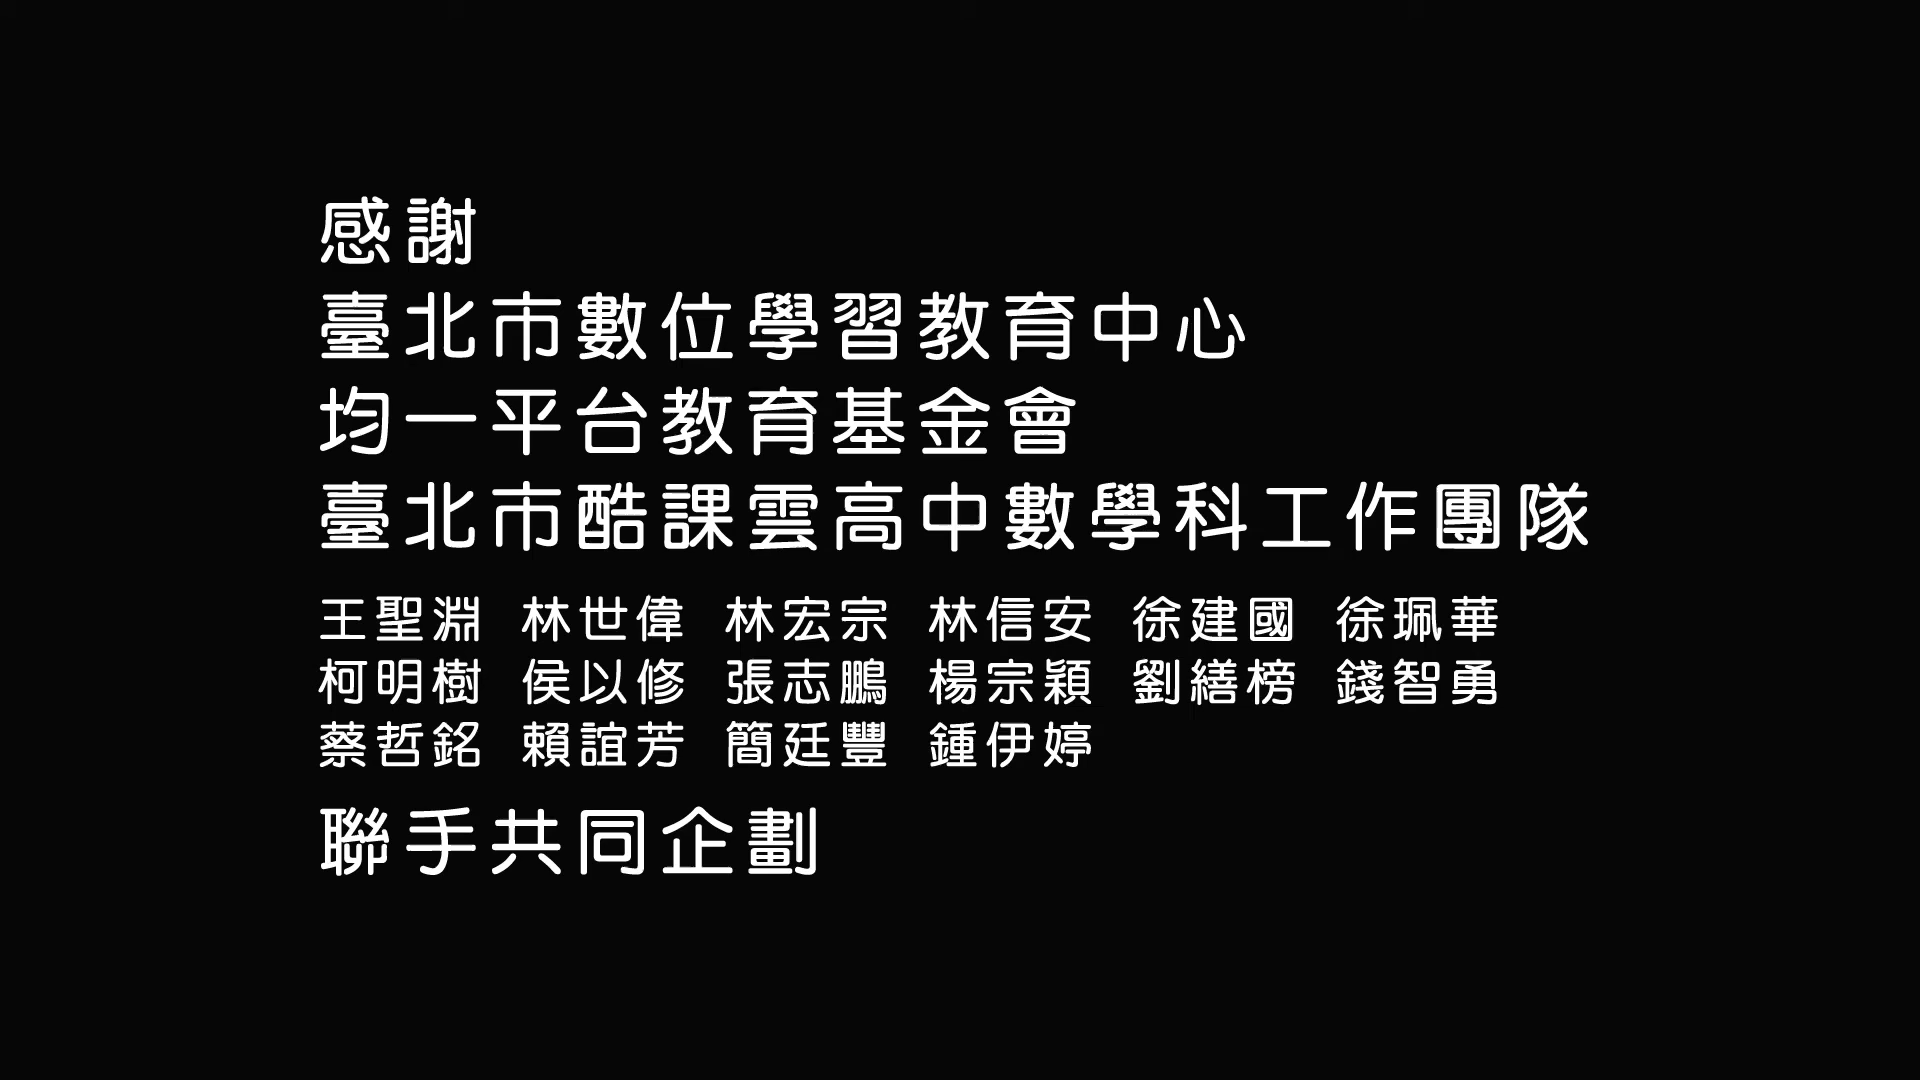 感謝
臺北市數位學習教育中心
均一平台教育基金會
臺北市酷課雲高中數學科工作團隊
王聖淵 林世偉 林宏宗 林信安 徐建國 徐珮華
柯明樹 侯以修 張志鵬 楊宗穎 劉繕榜 錢智勇
蔡哲銘 賴誼芳 簡廷豐 鍾伊婷
聯手共同企劃